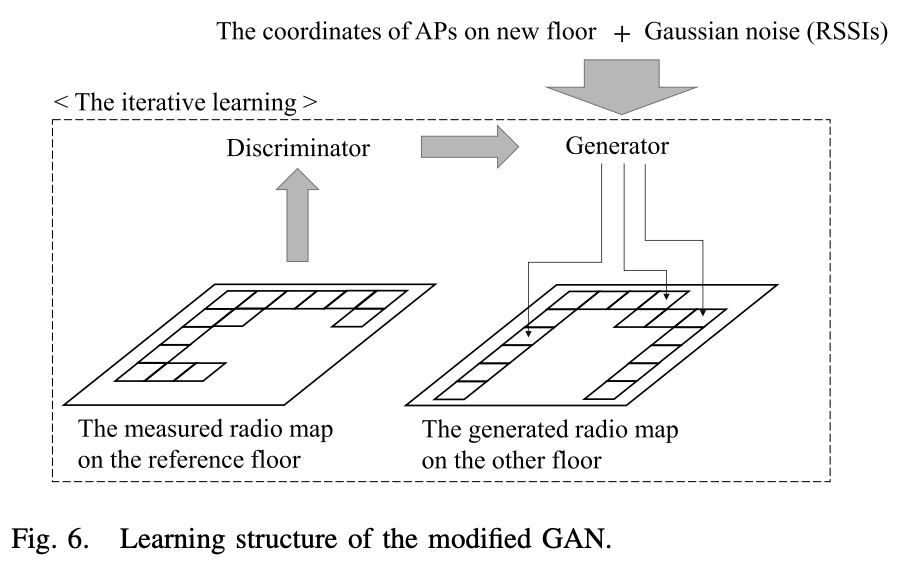 The coordinates of APs on new floor + Gaussian noise (RSSIs)
< The iterative learning >
Discriminator
Generator
The measured radio map
on the reference floor
The generated radio map
on the other floor
Fig. 6. Learning structure of the modified GAN.